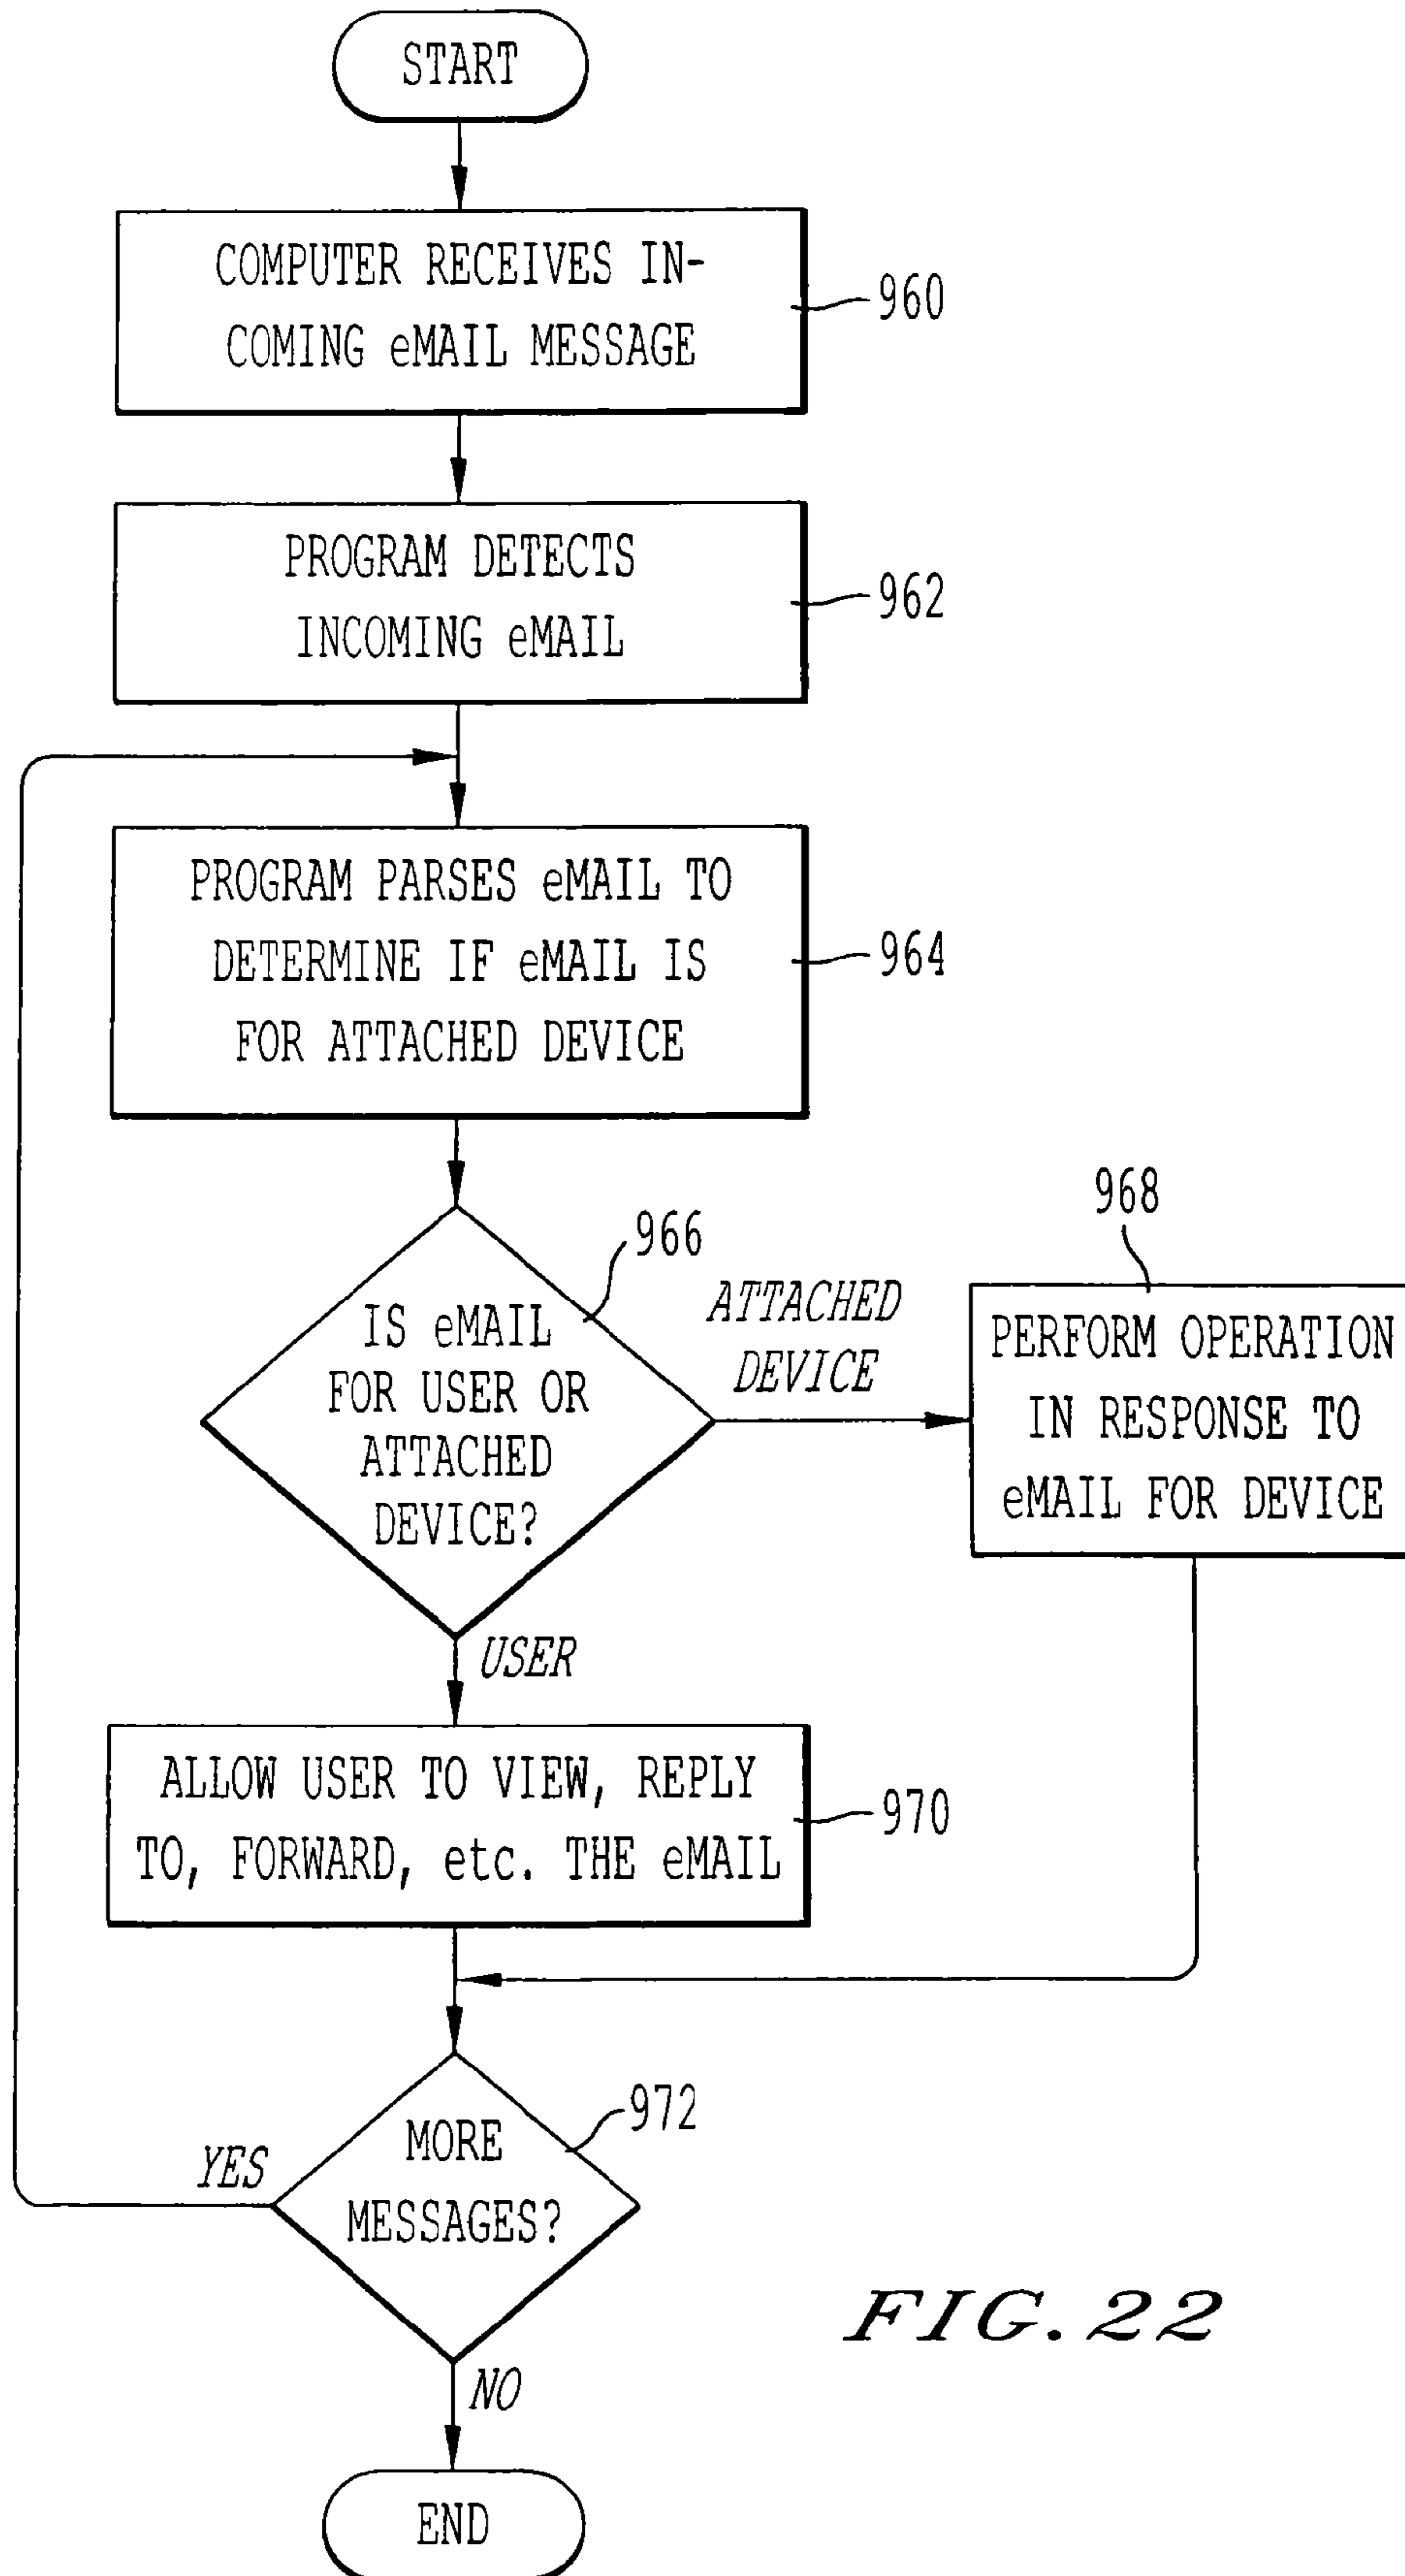 START
COMPUTER RECEIVES IN-
COMING eMAIL MESSAGE
960
PROGRAM DETECTS
INCOMING eMAIL
962
PROGRAM PARSES eMAIL TO
DETERMINE IF eMAIL IS
FOR ATTACHED DEVICE
964
IS eMAIL
FOR USER OR
ATTACHED
DEVICE?
966
ATTACHED
DEVICE
968
PERFORM OPERATION
IN RESPONSE TO
eMAIL FOR DEVICE
USER
ALLOW USER TO VIEW, REPLY
TO, FORWARD, etc. THE eMAIL
970
MORE
MESSAGES?
972
YES
NO
END
FIG. 22